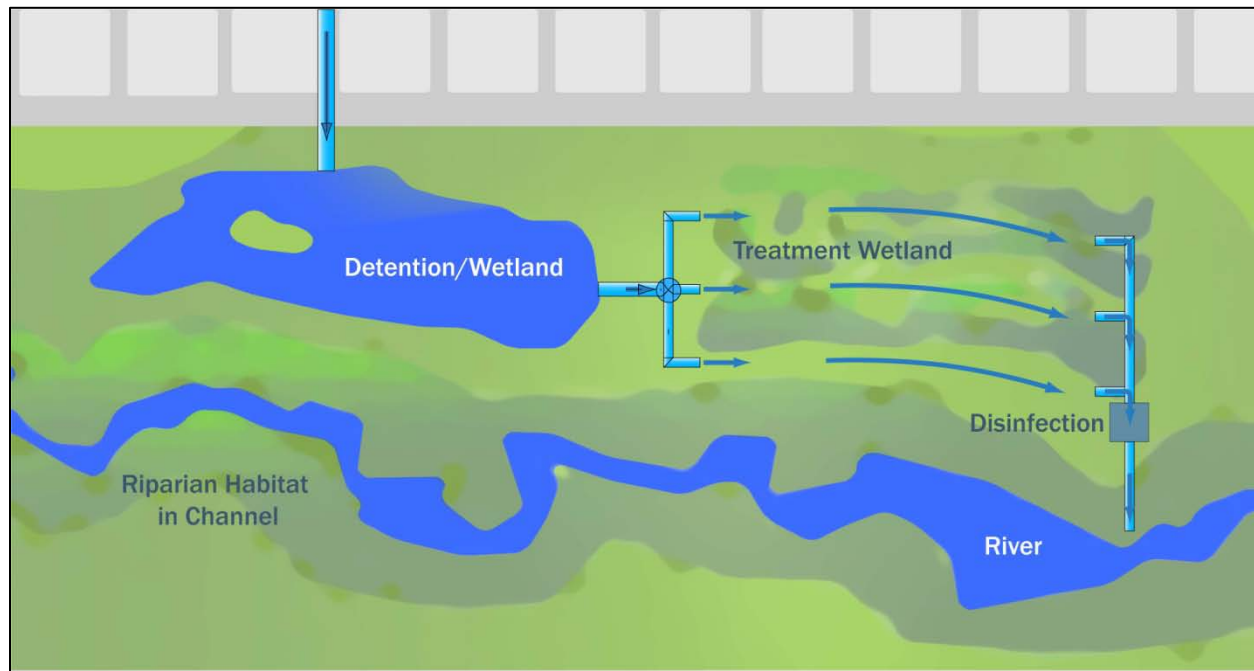 Detention/Wetland
Treatment Wetland
Disinfection
Riparian Habitat
in Channel
River